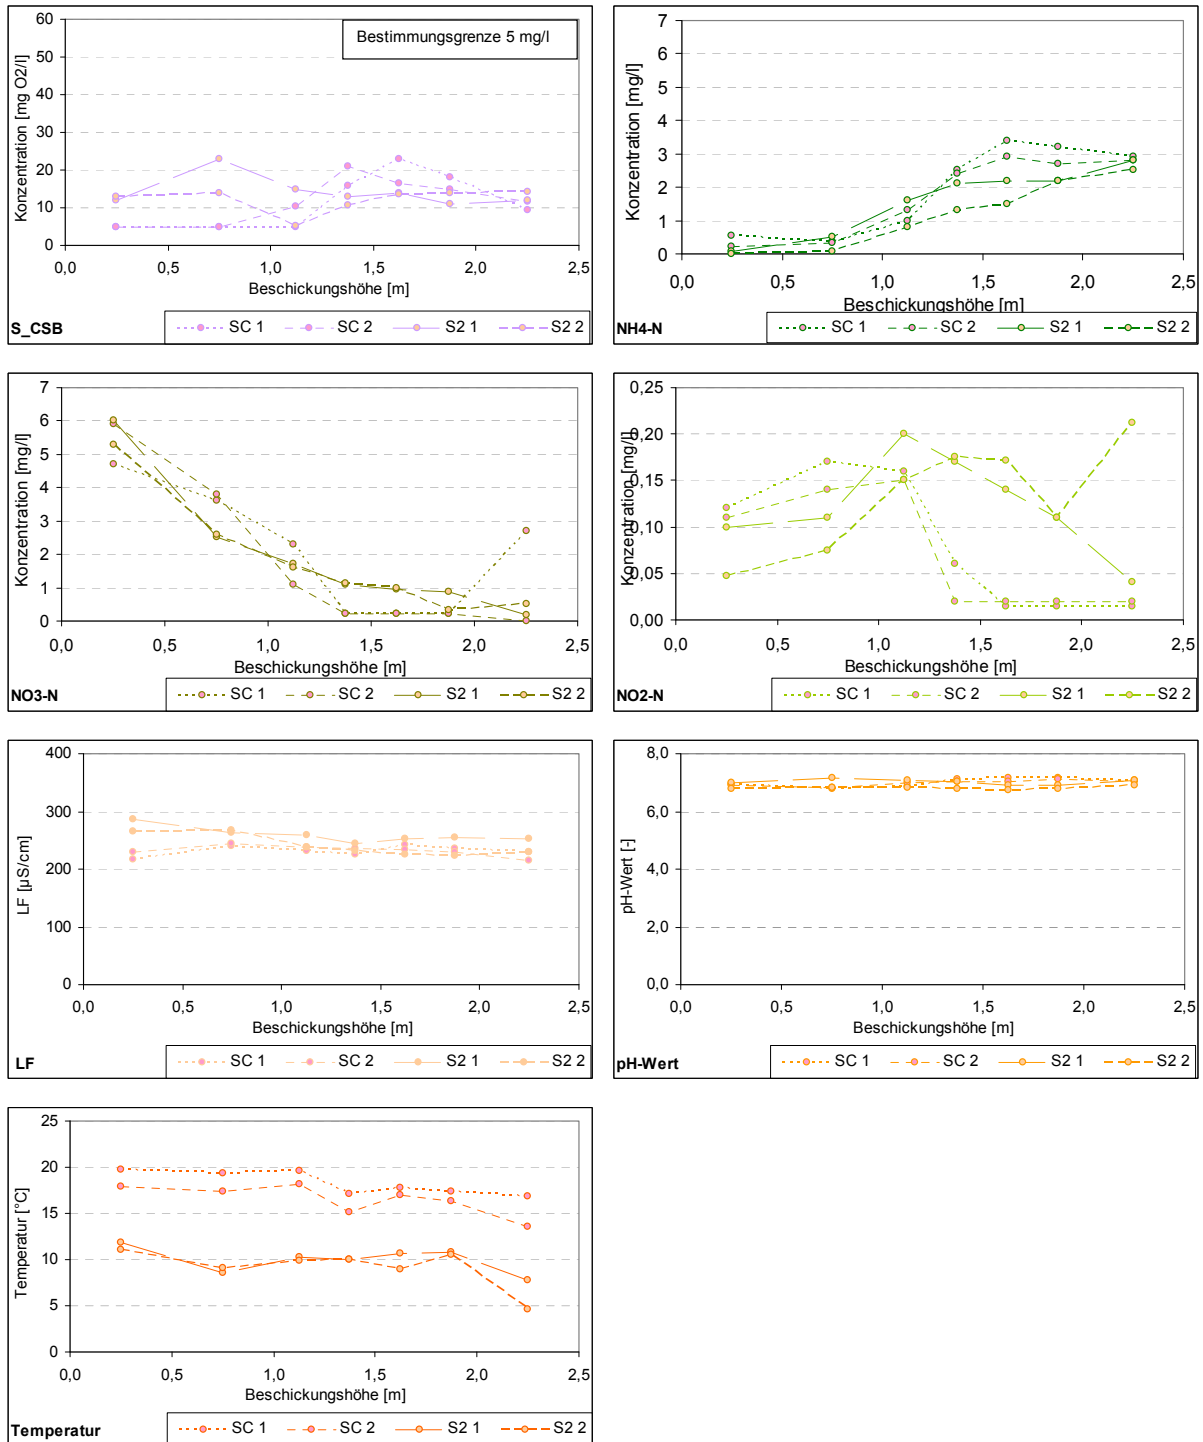 Bestimmungsgrenze 5 mg/l
Konzentration [mg O2/l]
60
50
40
30
20
10
0
0,0 0,5 1,0 1,5 2,0 2,5
Beschickungshöhe [m]
S_CSB
SC 1 SC 2 S2 1 S2 2
Konzentration [mg/l]
7
6
5
4
3
2
1
0
0,0 0,5 1,0 1,5 2,0 2,5
Beschickungshöhe [m]
NH4-N
SC 1 SC 2 S2 1 S2 2
Konzentration [mg/l]
7
6
5
4
3
2
1
0
0,0 0,5 1,0 1,5 2,0 2,5
Beschickungshöhe [m]
NO3-N
SC 1 SC 2 S2 1 S2 2
Konzentration [mg/l]
0,25
0,20
0,15
0,10
0,05
0,00
0,0 0,5 1,0 1,5 2,0 2,5
Beschickungshöhe [m]
NO2-N
SC 1 SC 2 S2 1 S2 2
LF [µS/cm]
400
300
200
100
0
0,0 0,5 1,0 1,5 2,0 2,5
Beschickungshöhe [m]
LF
SC 1 SC 2 S2 1 S2 2
pH-Wert [-]
8,0
6,0
4,0
2,0
0,0
0,0 0,5 1,0 1,5 2,0 2,5
Beschickungshöhe [m]
pH-Wert
SC 1 SC 2 S2 1 S2 2
Temperatur [°C]
25
20
15
10
5
0
0,0 0,5 1,0 1,5 2,0 2,5
Beschickungshöhe [m]
Temperatur
SC 1 SC 2 S2 1 S2 2